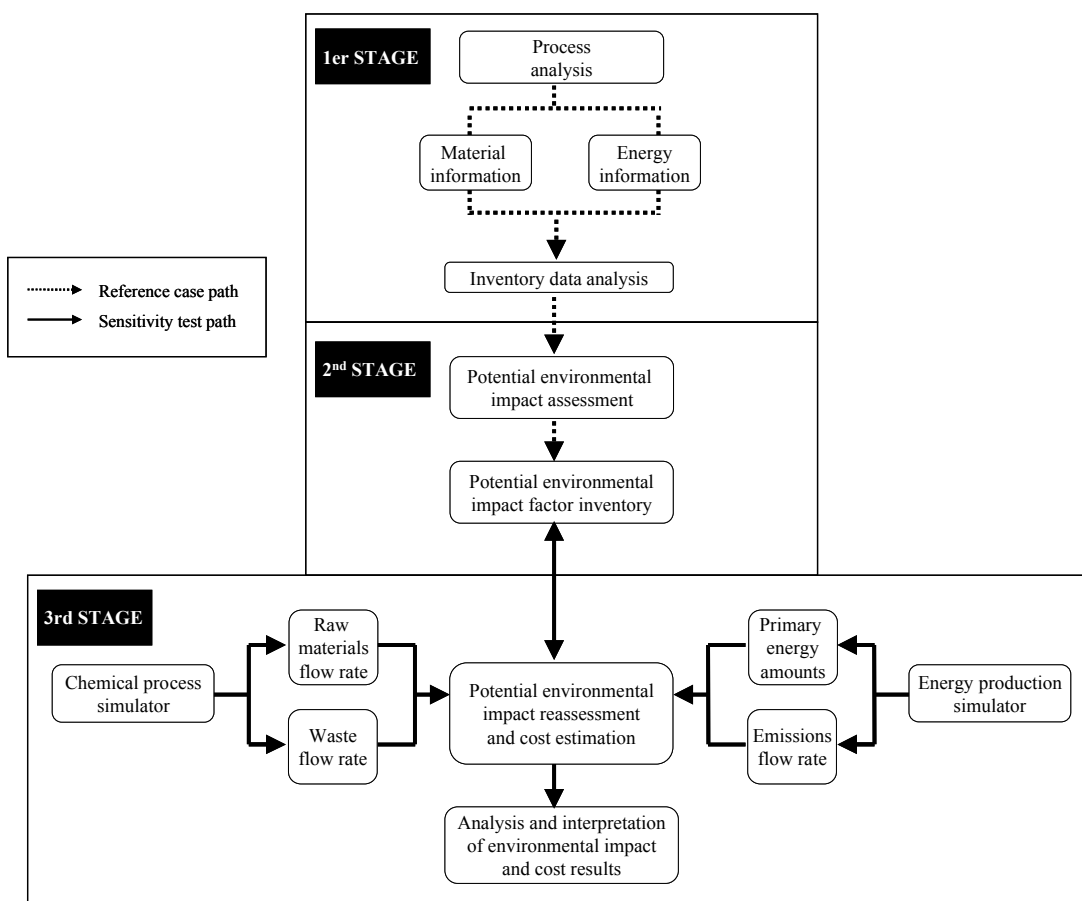 1er STAGE
Process
analysis
Material
information
Energy
information
Inventory data analysis
Reference case path
Sensitivity test path
2nd STAGE
Potential environmental
impact assessment
Potential environmental
impact factor inventory
3rd STAGE
Chemical process
simulator
Raw
materials
flow rate
Waste
flow rate
Potential environmental
impact reassessment
and cost estimation
Primary
energy
amounts
Emissions
flow rate
Energy production
simulator
Analysis and interpretation
of environmental impact
and cost results